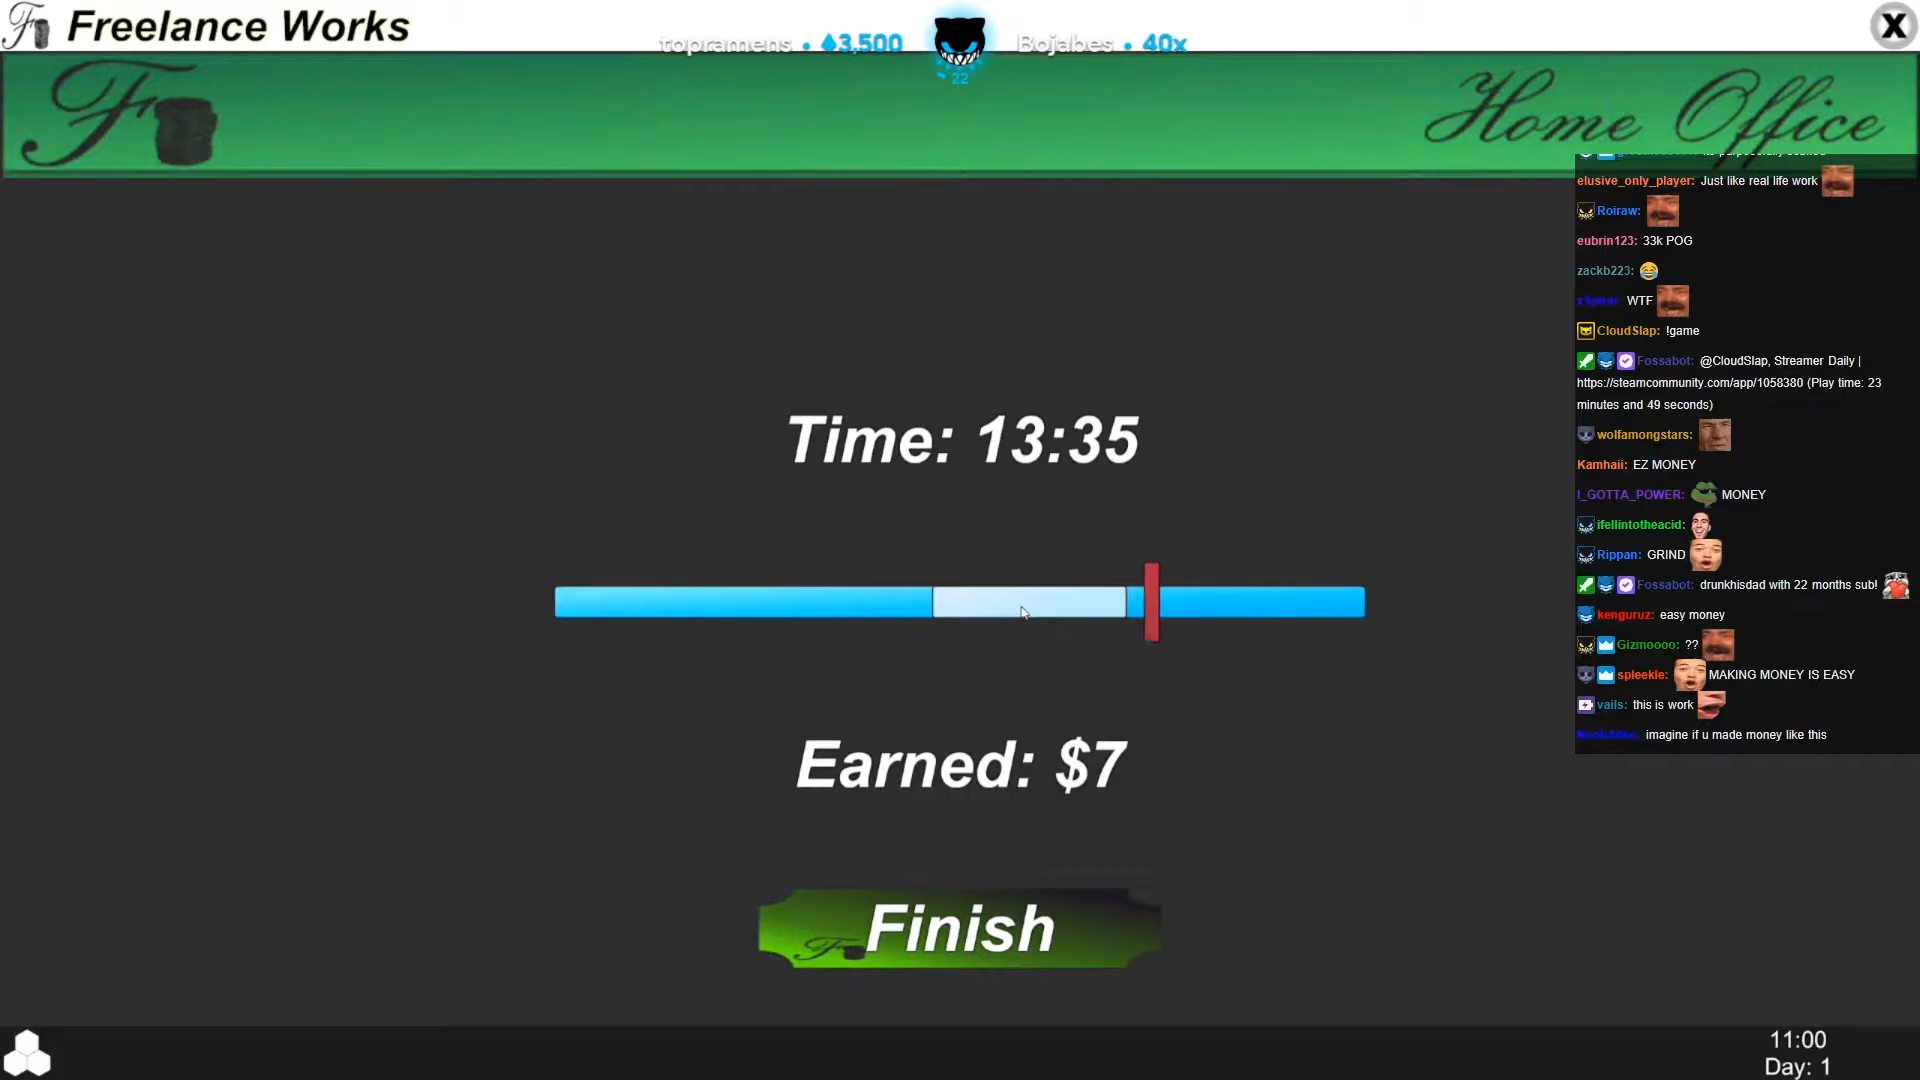 Freelance Works
topramens • 3,500
Bojabes • 40x
X
22
F
Home Office
elusive_only_player: Just like real life work
Roiraw:
eubrin123: 33k POG
zackb223:
WTF
CloudSlap: !game
Fossabot: @CloudSlap, Streamer Daily |
https://steamcommunity.com/app/1058380 (Play time: 23
minutes and 49 seconds)
wolfamongstars:
Kamhaii: EZ MONEY
I_GOTTA_POWER: MONEY
ifellintotheacid:
Rippan: GRIND
Fossabot: drunkhisdad with 22 months sub!
kenguruz: easy money
Gizmoooo: ??
spleekle: MAKING MONEY IS EASY
vails: this is work
imagine if u made money like this
Time: 13:35
Earned: $7
Finish
11:00
Day: 1